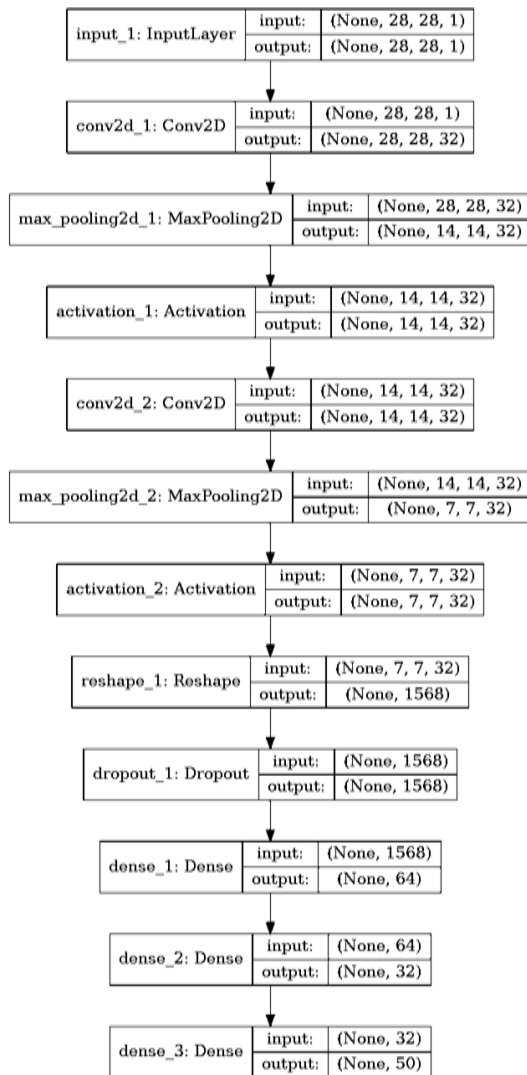 input_1: InputLayer
input: (None, 28, 28, 1)
output: (None, 28, 28, 1)
conv2d_1: Conv2D
input: (None, 28, 28, 1)
output: (None, 28, 28, 32)
max_pooling2d_1: MaxPooling2D
input: (None, 28, 28, 32)
output: (None, 14, 14, 32)
activation_1: Activation
input: (None, 14, 14, 32)
output: (None, 14, 14, 32)
conv2d_2: Conv2D
input: (None, 14, 14, 32)
output: (None, 14, 14, 32)
max_pooling2d_2: MaxPooling2D
input: (None, 14, 14, 32)
output: (None, 7, 7, 32)
activation_2: Activation
input: (None, 7, 7, 32)
output: (None, 7, 7, 32)
reshape_1: Reshape
input: (None, 7, 7, 32)
output: (None, 1568)
dropout_1: Dropout
input: (None, 1568)
output: (None, 1568)
dense_1: Dense
input: (None, 1568)
output: (None, 64)
dense_2: Dense
input: (None, 64)
output: (None, 32)
dense_3: Dense
input: (None, 32)
output: (None, 50)